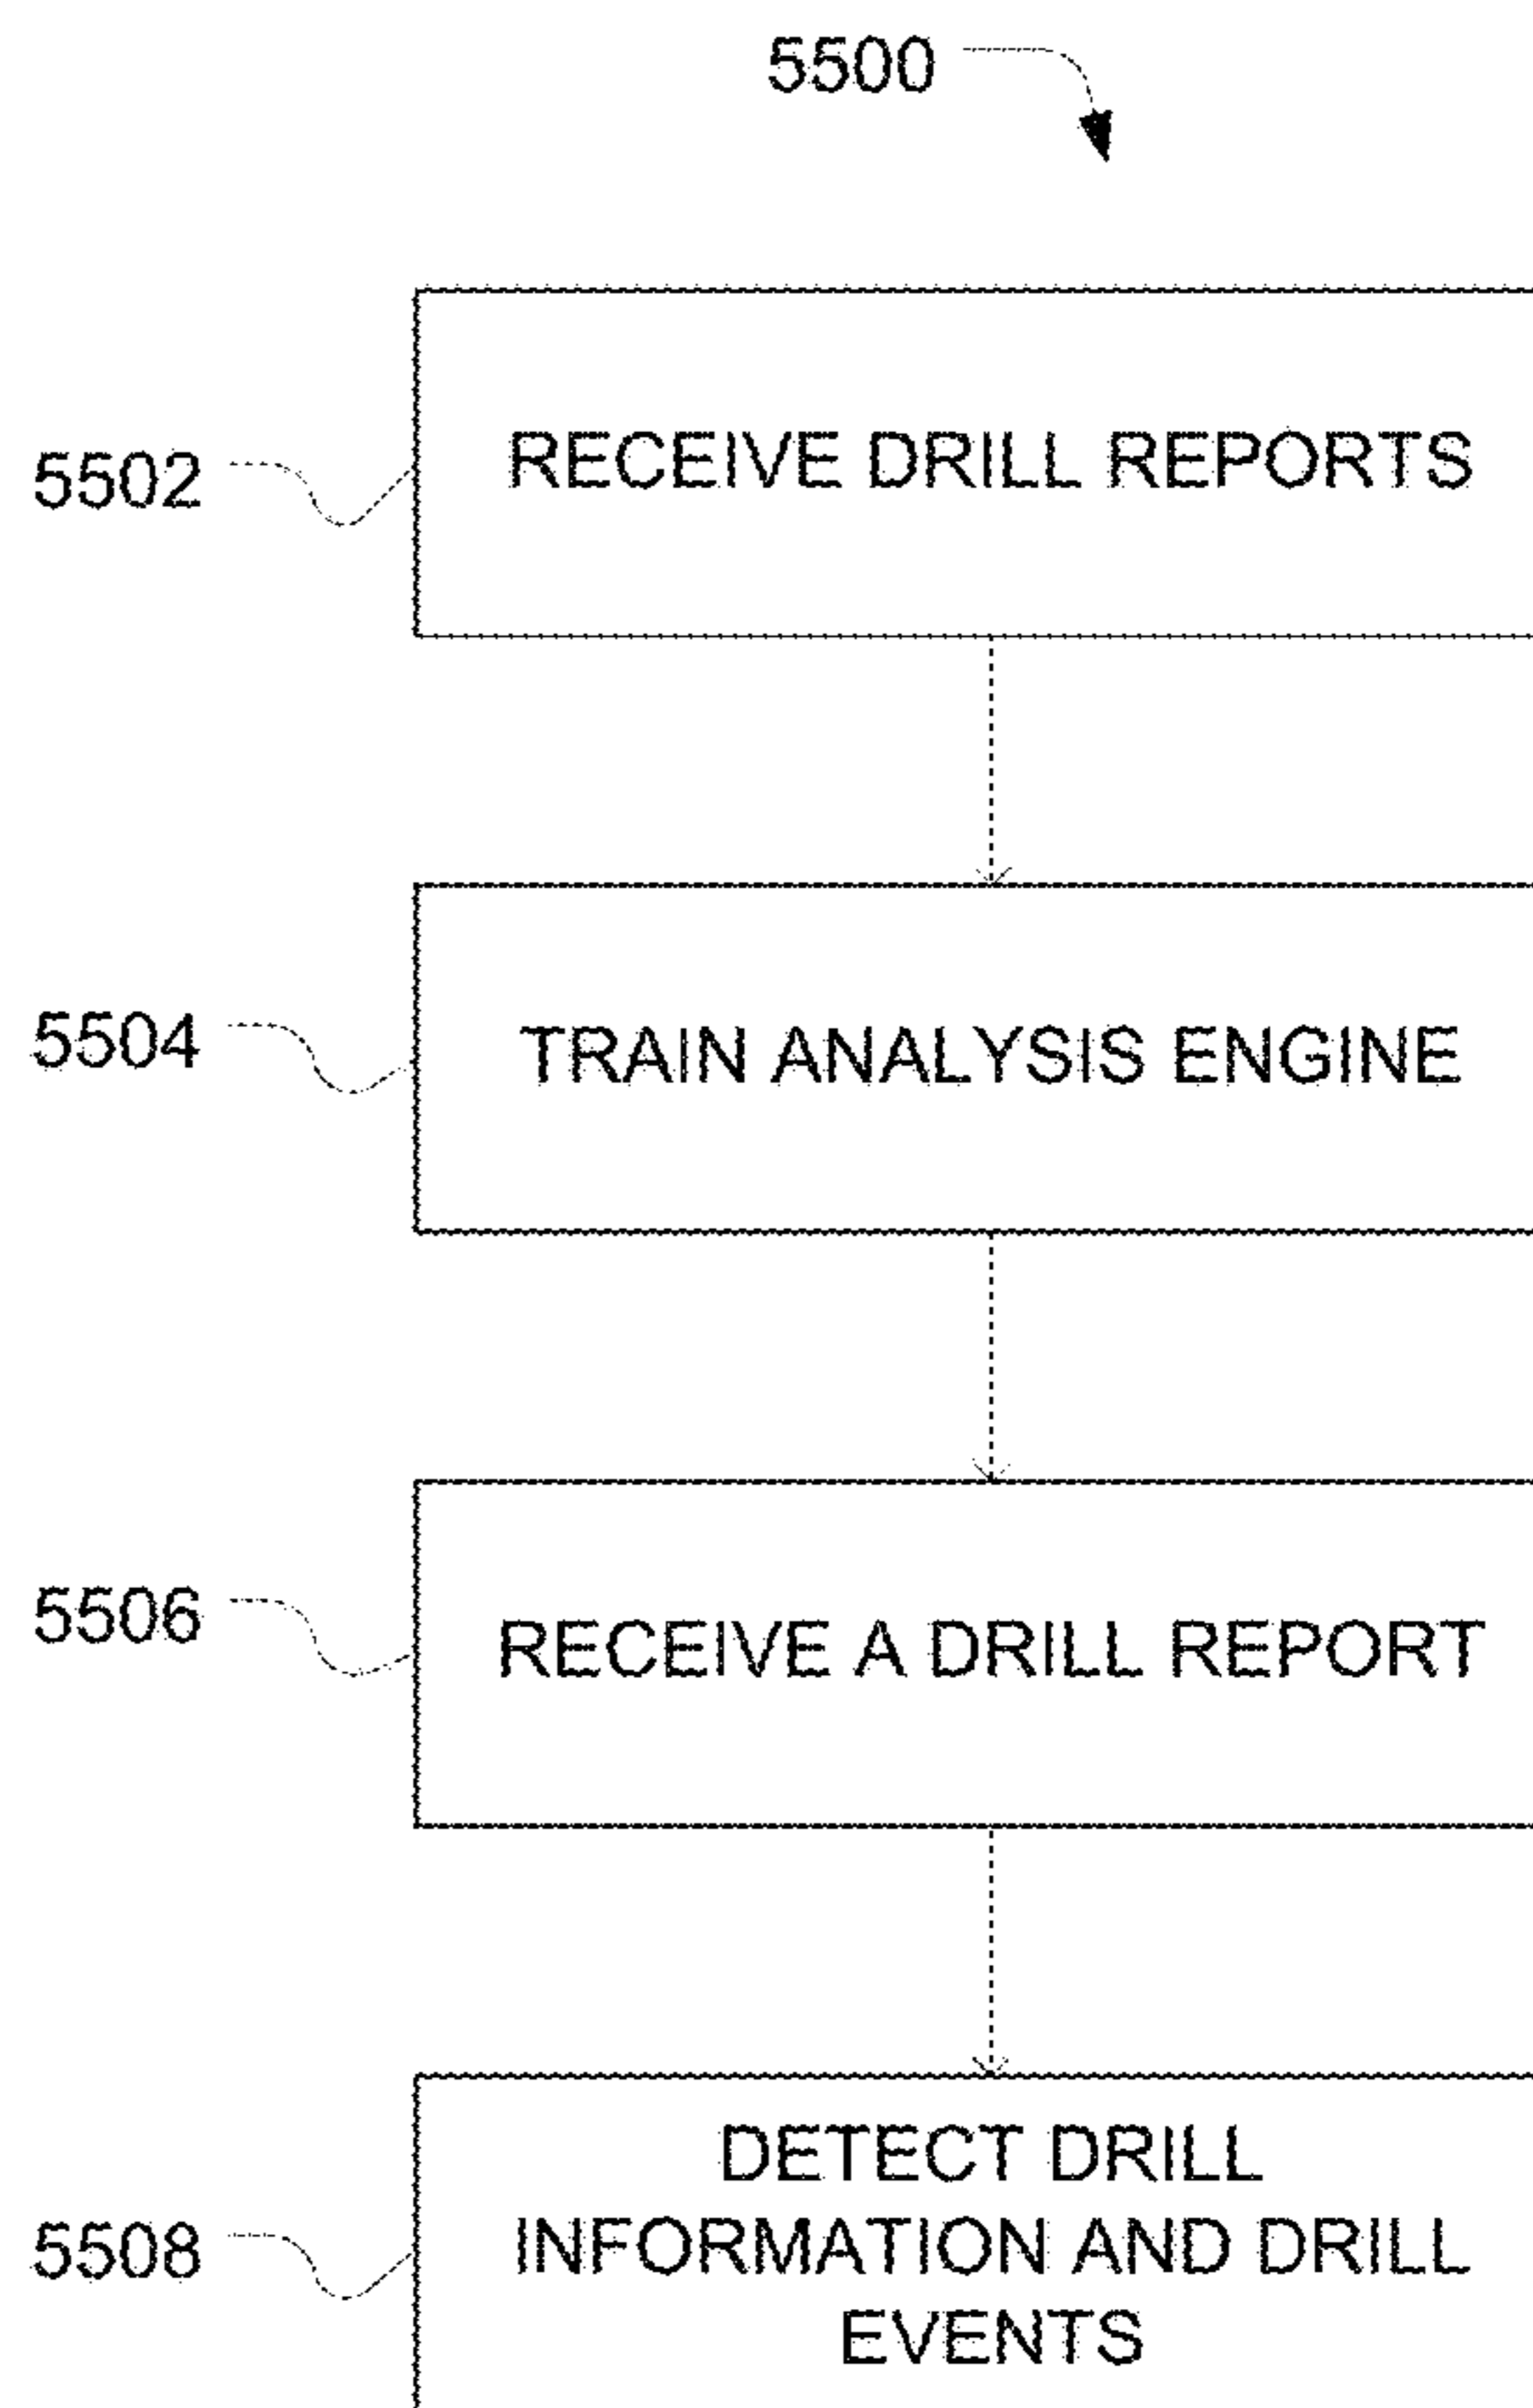 5500
5502
RECEIVE DRILL REPORTS
5504
TRAIN ANALYSIS ENGINE
5506
RECEIVE A DRILL REPORT
5508
DETECT DRILL
INFORMATION AND DRILL
EVENTS